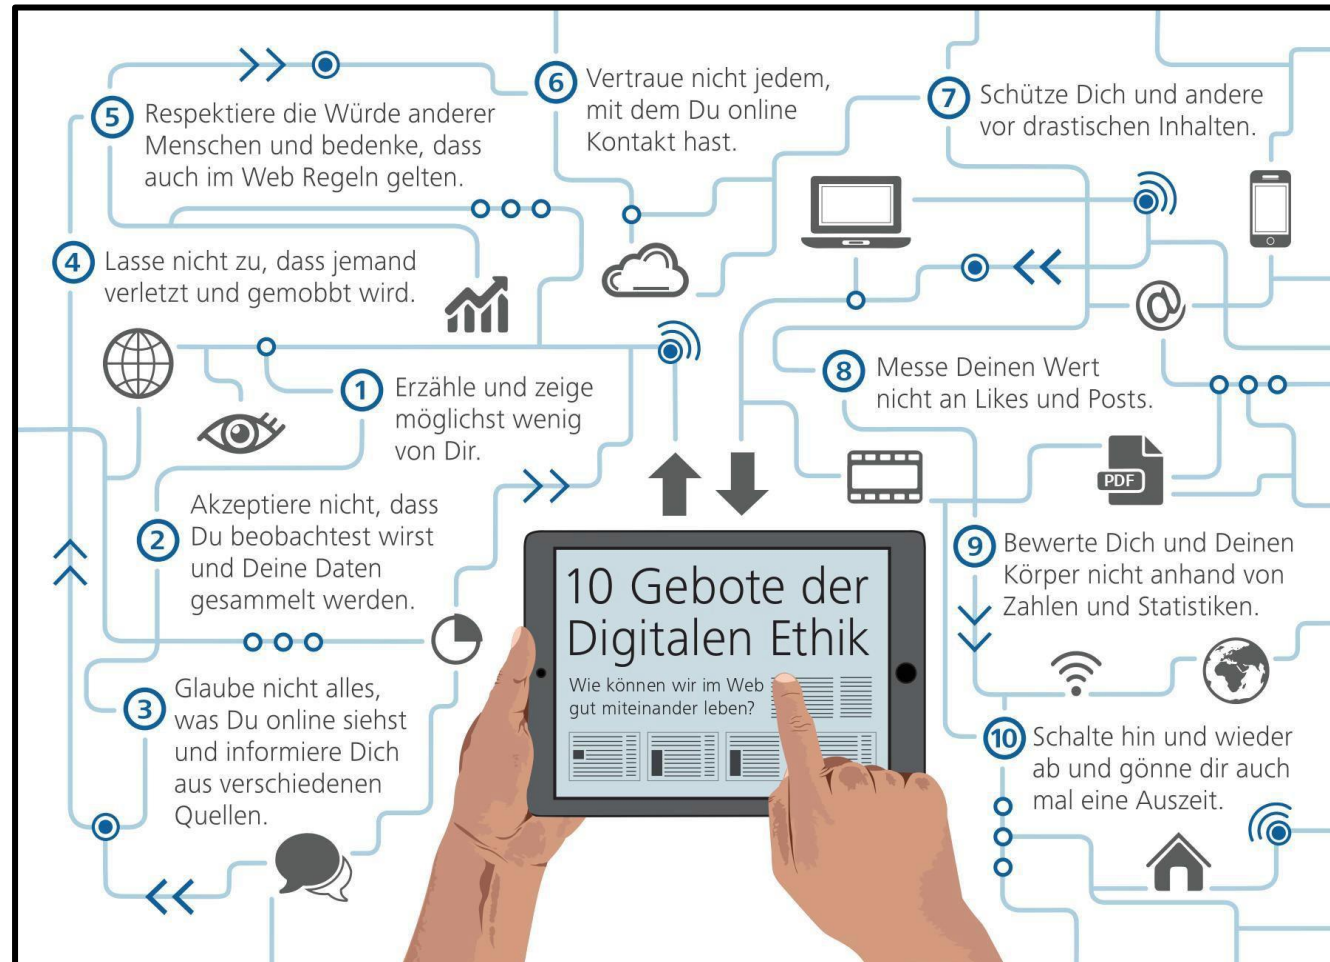 10 Gebote der
Digitalen Ethik
Wie können wir im Web
gut miteinander leben?
1
Erzähle und zeige
möglichst wenig
von Dir.
2
Akzeptiere nicht, dass
Du beobachtest wirst
und Deine Daten
gesammelt werden.
3
Glaube nicht alles,
was Du online siehst
und informiere Dich
aus verschiedenen
Quellen.
4
Lasse nicht zu, dass jemand
verletzt und gemobbt wird.
5
Respektiere die Würde anderer
Menschen und bedenke, dass
auch im Web Regeln gelten.
6
Vertraue nicht jedem,
mit dem Du online
Kontakt hast.
7
Schütze Dich und andere
vor drastischen Inhalten.
@
8
Messe Deinen Wert
nicht an Likes und Posts.
PDF
9
Bewerte Dich und Deinen
Körper nicht anhand von
Zahlen und Statistiken.
10
Schalte hin und wieder
ab und gönne dir auch
mal eine Auszeit.